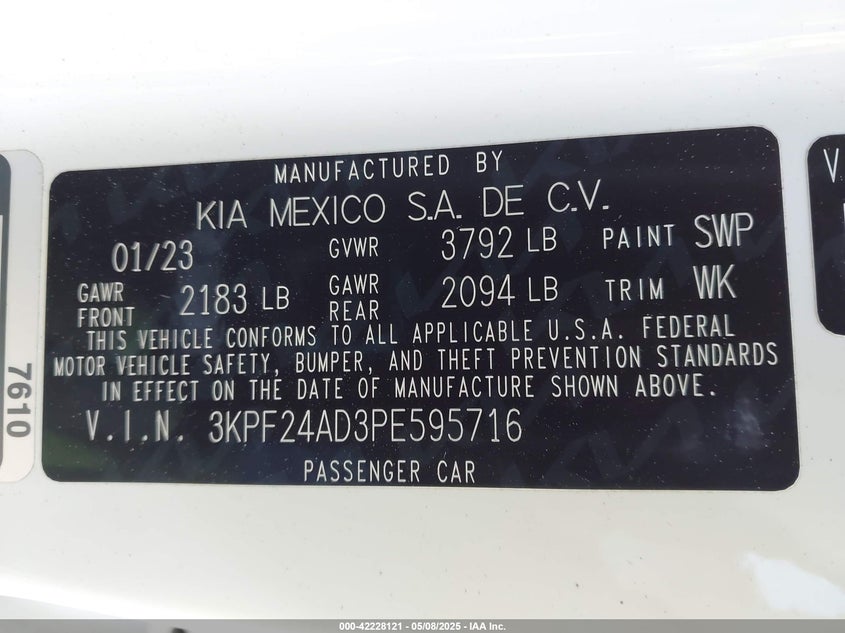 MANUFACTURED BY
KIA MEXICO S.A. DE C.V.
01/23 GVWR 3792 LB PAINT SWP
GAWR FRONT 2183 LB GAWR REAR 2094 LB TRIM WK
THIS VEHICLE CONFORMS TO ALL APPLICABLE U.S.A. FEDERAL
MOTOR VEHICLE SAFETY, BUMPER, AND THEFT PREVENTION STANDARDS
IN EFFECT ON THE DATE OF MANUFACTURE SHOWN ABOVE.
V.I.N. 3KPF24AD3PE595716
PASSENGER CAR
7610
V
000-42228121 - 05/08/2025 - IAA Inc.